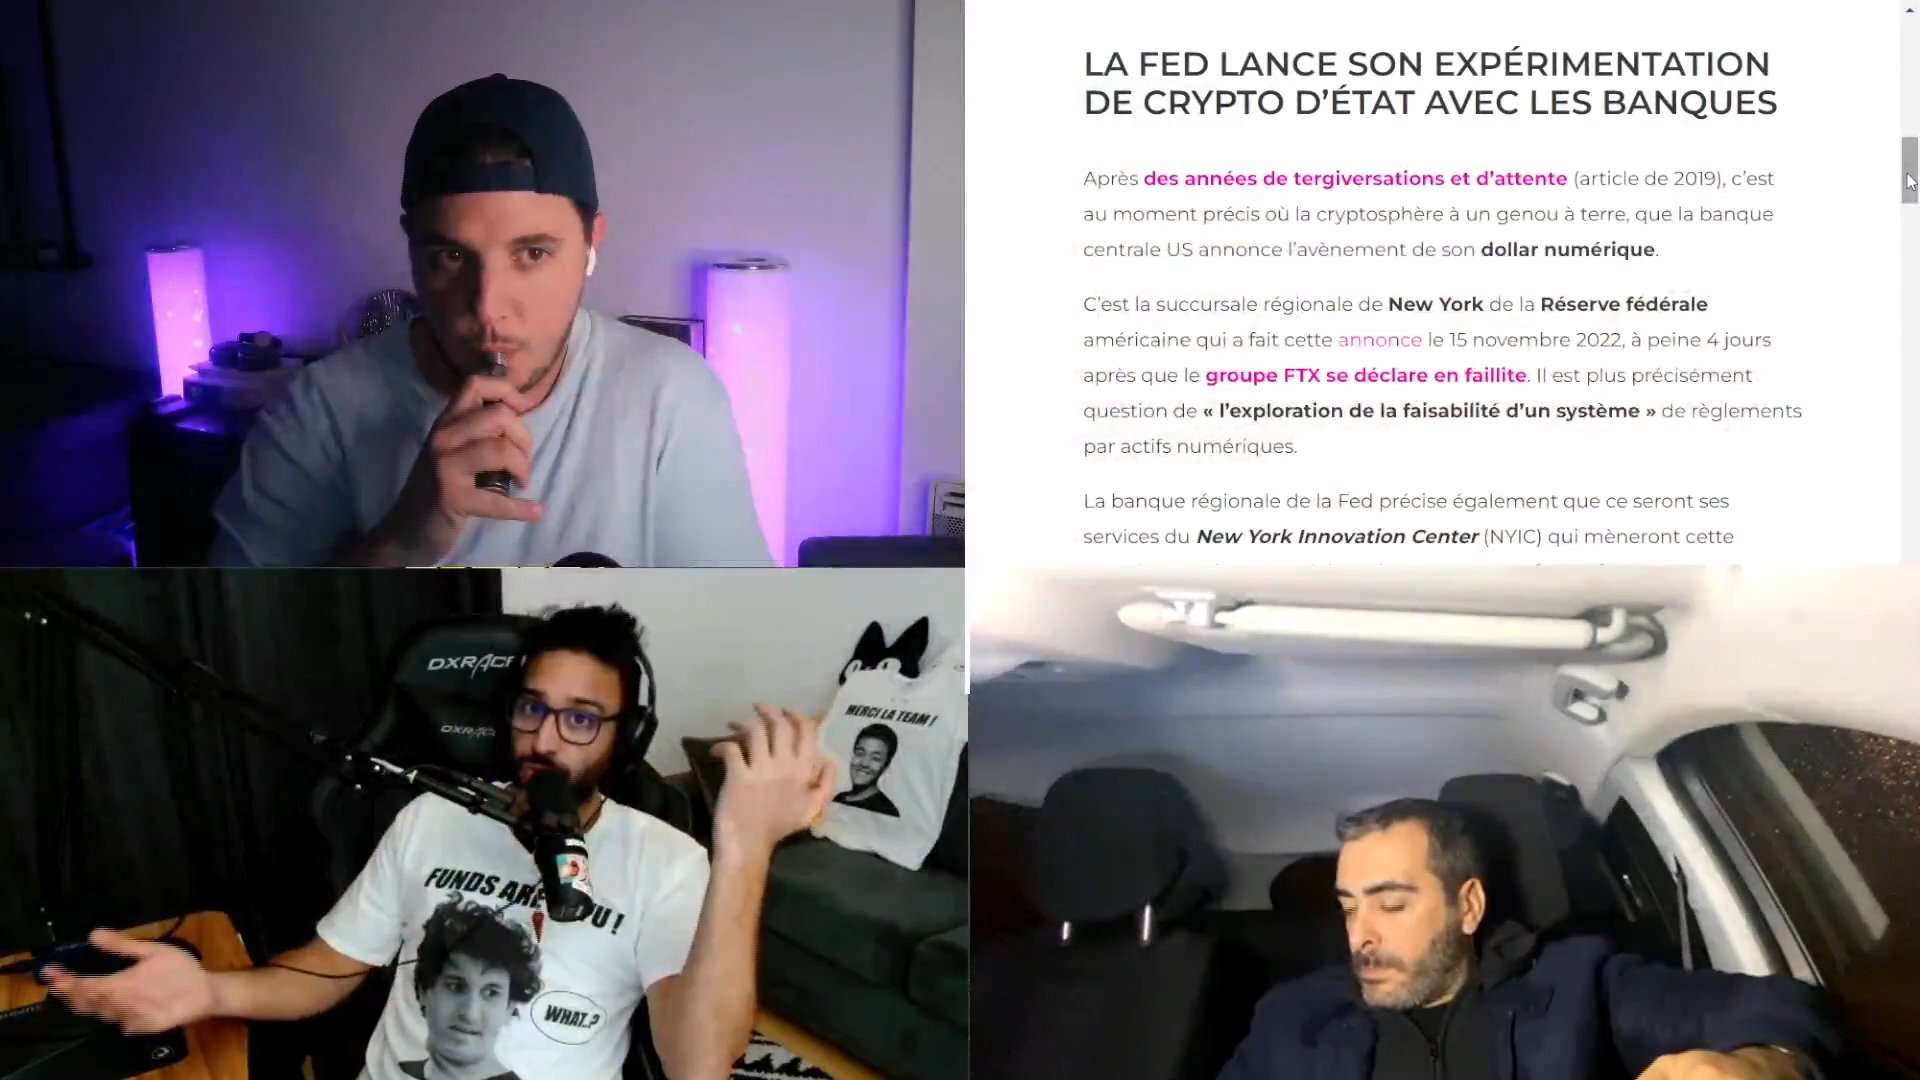 LA FED LANCE SON EXPÉRIMENTATION
DE CRYPTO D’ÉTAT AVEC LES BANQUES
Après des années de tergiversations et d’attente (article de 2019), c’est
au moment précis où la cryptosphère à un genou à terre, que la banque
centrale US annonce l’avènement de son dollar numérique.
C’est la succursale régionale de New York de la Réserve fédérale
américaine qui a fait cette annonce le 15 novembre 2022, à peine 4 jours
après que le groupe FTX se déclare en faillite. Il est plus précisément
question de « l’exploration de la faisabilité d’un système » de règlements
par actifs numériques.
La banque régionale de la Fed précise également que ce seront ses
services du New York Innovation Center (NYIC) qui mèneront cette
DXRACE
DXRAC
MERCI LA TEAM !
FUNDS ARE
WHAT..?